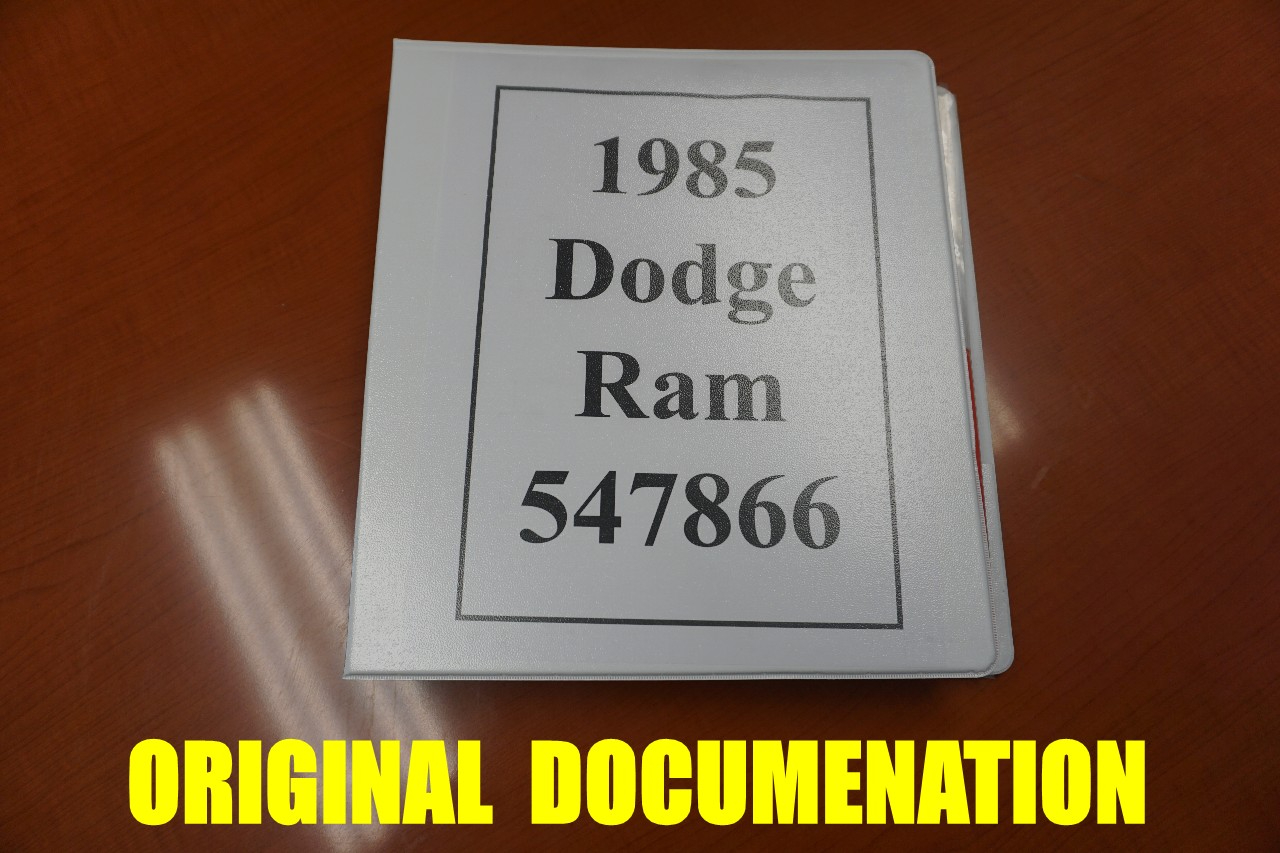 1985
Dodge
Ram
547866
ORIGINAL DOCUMENATION